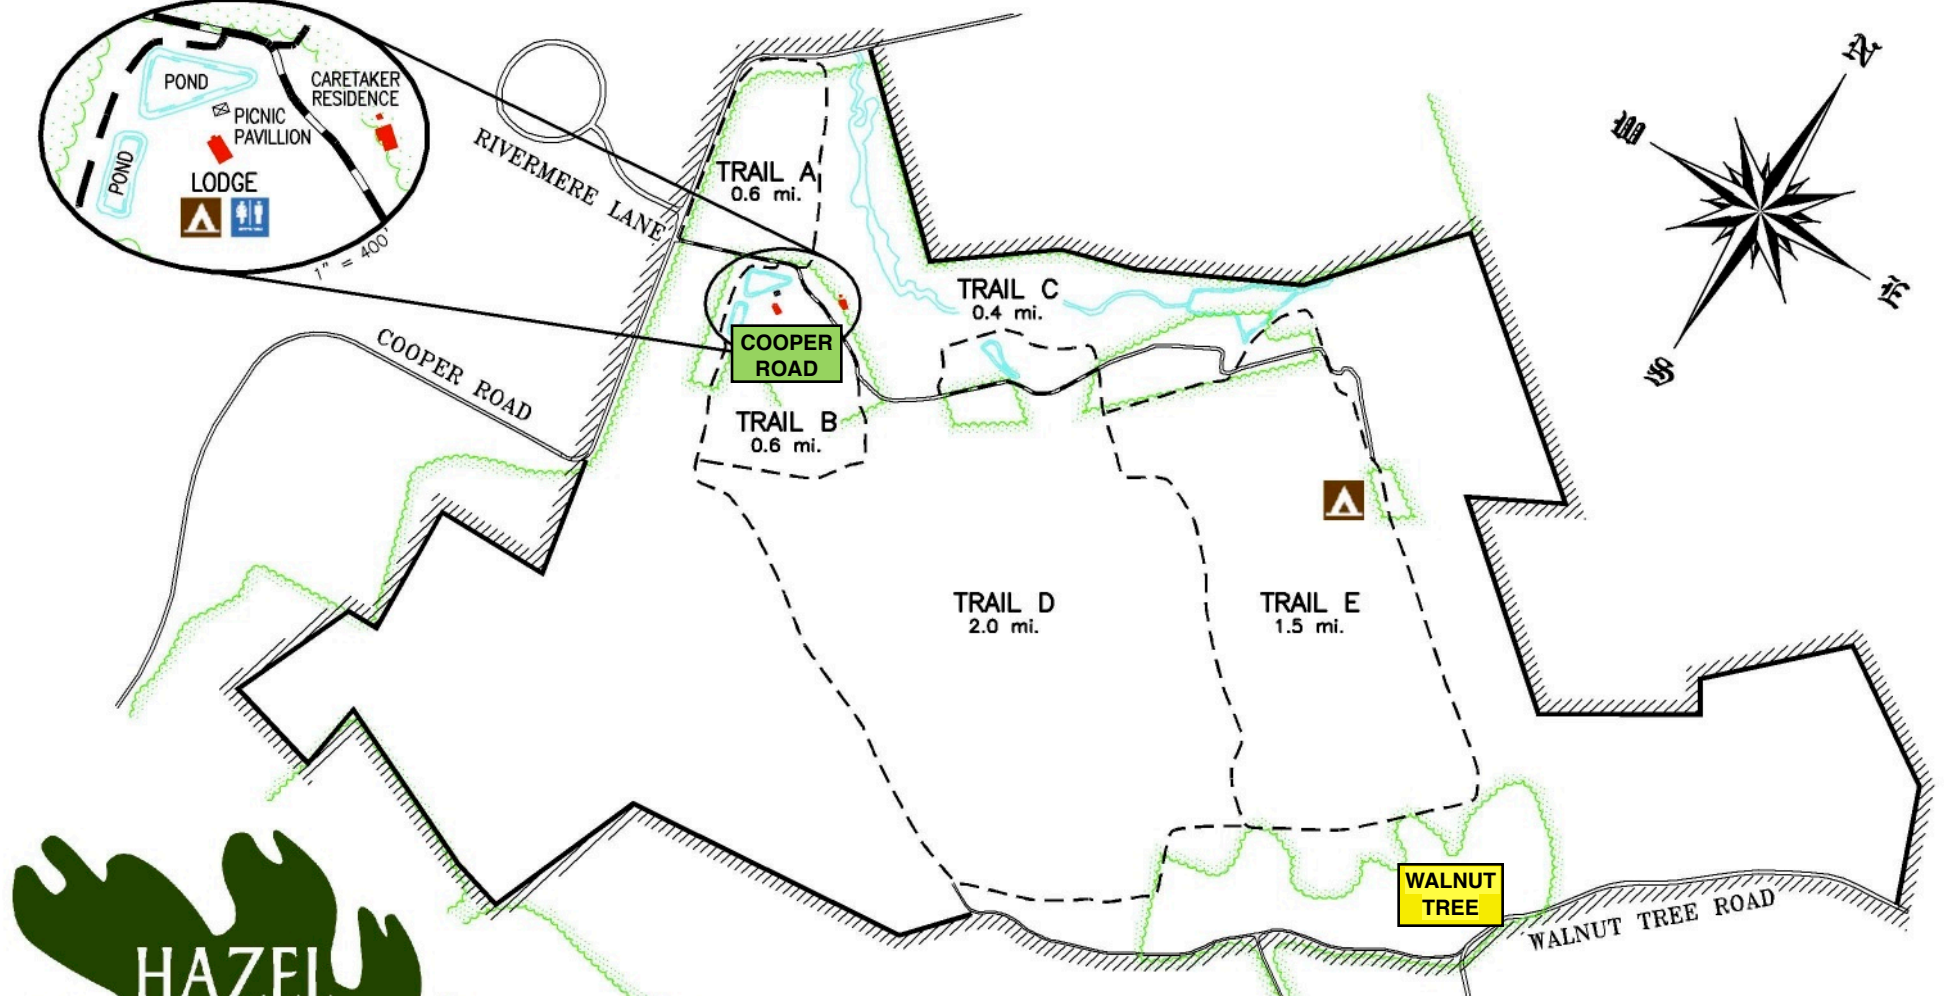 POND
CARETAKER
RESIDENCE
PICNIC
PAVILLION
POND
LODGE
1" = 400'
RIVERMERE LANE
COOPER ROAD
TRAIL A
0.6 mi.
COOPER
ROAD
TRAIL B
0.6 mi.
TRAIL C
0.4 mi.
TRAIL D
2.0 mi.
TRAIL E
1.5 mi.
N
W
E
S
WALNUT
TREE
WALNUT TREE ROAD
HAZEL